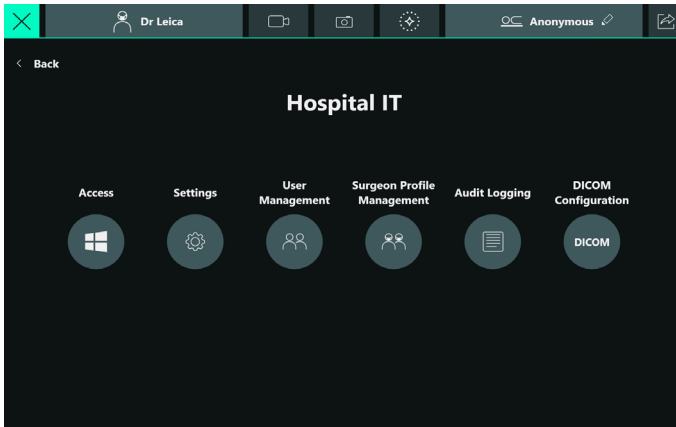 Dr Leica
Anonymous
Back
Hospital IT
Access
Settings
User
Management
Surgeon Profile
Management
Audit Logging
DICOM
Configuration
DICOM